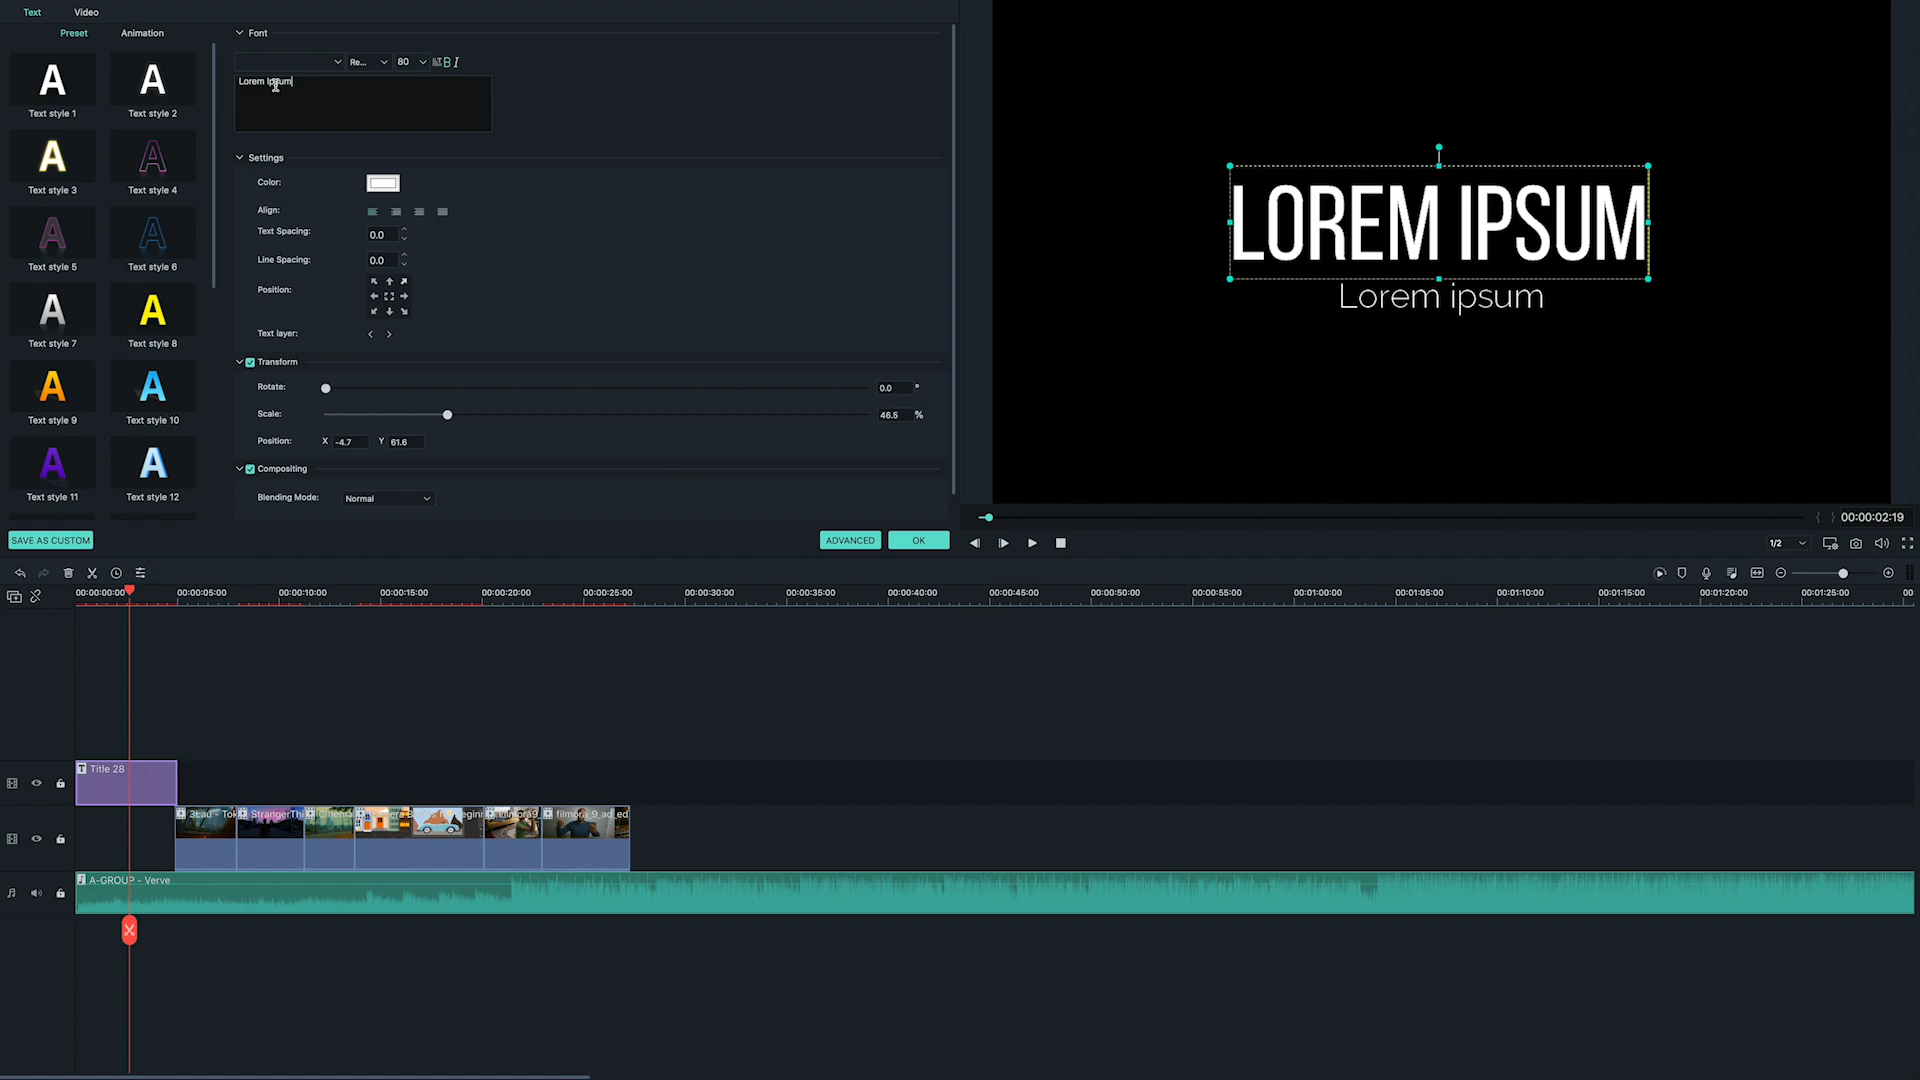 Text Video
Preset Animation
Text style 1 Text style 2
Text style 3 Text style 4
Text style 5 Text style 6
Text style 7 Text style 8
Text style 9 Text style 10
Text style 11 Text style 12
SAVE AS CUSTOM
Font
Re... 80 B I
Lorem Ipsum
Settings
Color:
Align:
Text Spacing: 0.0
Line Spacing: 0.0
Position:
Text layer:
Transform
Rotate: 0.0 °
Scale: 46.5 %
Position: X -4.7 Y 61.6
Compositing
Blending Mode: Normal
ADVANCED OK
LOREM IPSUM
Lorem ipsum
00:00:02:19
1/2
00:00:00:00 00:00:05:00 00:00:10:00 00:00:15:00 00:00:20:00 00:00:25:00 00:00:30:00 00:00:35:00 00:00:40:00 00:00:45:00 00:00:50:00 00:00:55:00 00:01:00:00 00:01:05:00 00:01:10:00 00:01:15:00 00:01:20:00 00:01:25:00 00
Title 28
StrangerThi Cinema filmora_9_ad_ed
A-GROUP - Verve